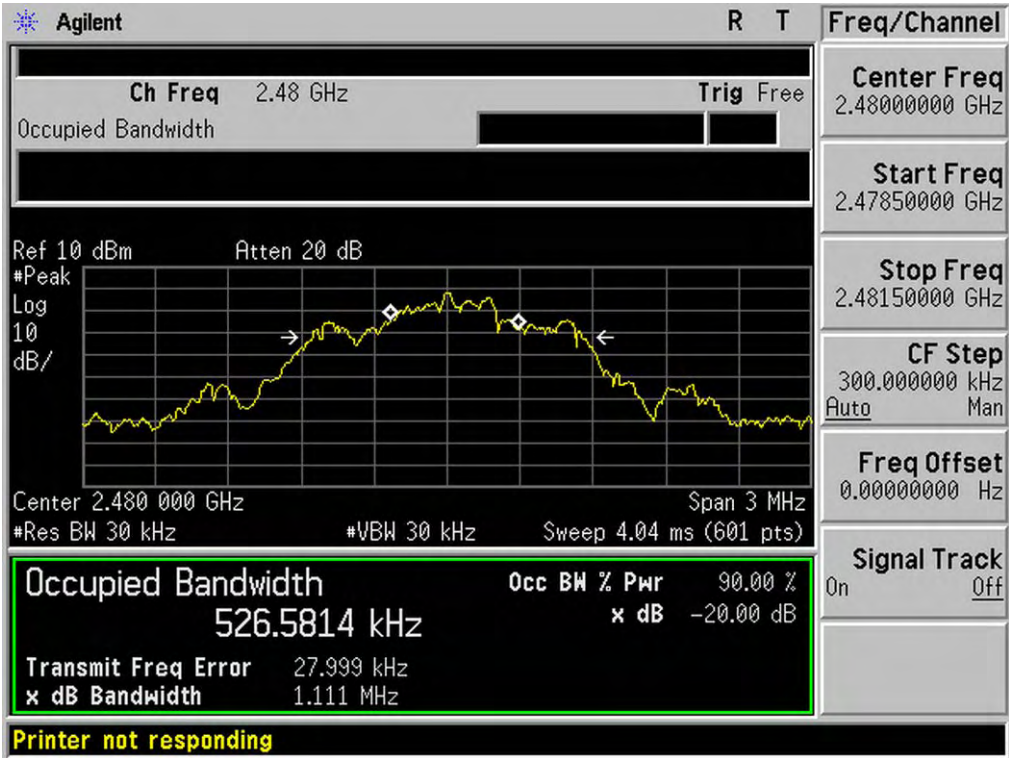 Agilent R T Freq/Channel
Ch Freq 2.48 GHz Trig Free
Occupied Bandwidth
Center Freq
2.48000000 GHz
Start Freq
2.47850000 GHz
Stop Freq
2.48150000 GHz
CF Step
300.000000 kHz
Auto Man
Freq Offset
0.00000000 Hz
Signal Track
On Off
Ref 10 dBm Atten 20 dB
#Peak
Log
10
dB/
Center 2.480 000 GHz Span 3 MHz
#Res BW 30 kHz #VBW 30 kHz Sweep 4.04 ms (601 pts)
Occupied Bandwidth
526.5814 kHz
Occ BW % Pwr 90.00 %
x dB -20.00 dB
Transmit Freq Error 27.999 kHz
x dB Bandwidth 1.111 MHz
Printer not responding